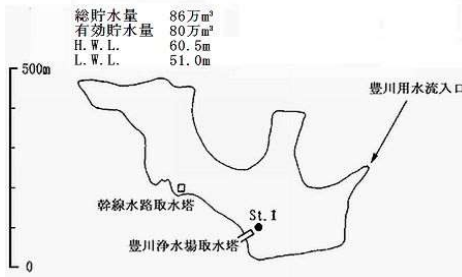 総貯水量 86万m³
有効貯水量 80万m³
H.W.L. 60.5m
L.W.L. 51.0m
500m
豊川用水流入口
幹線水路取水塔
St.1
豊川浄水場取水塔
0